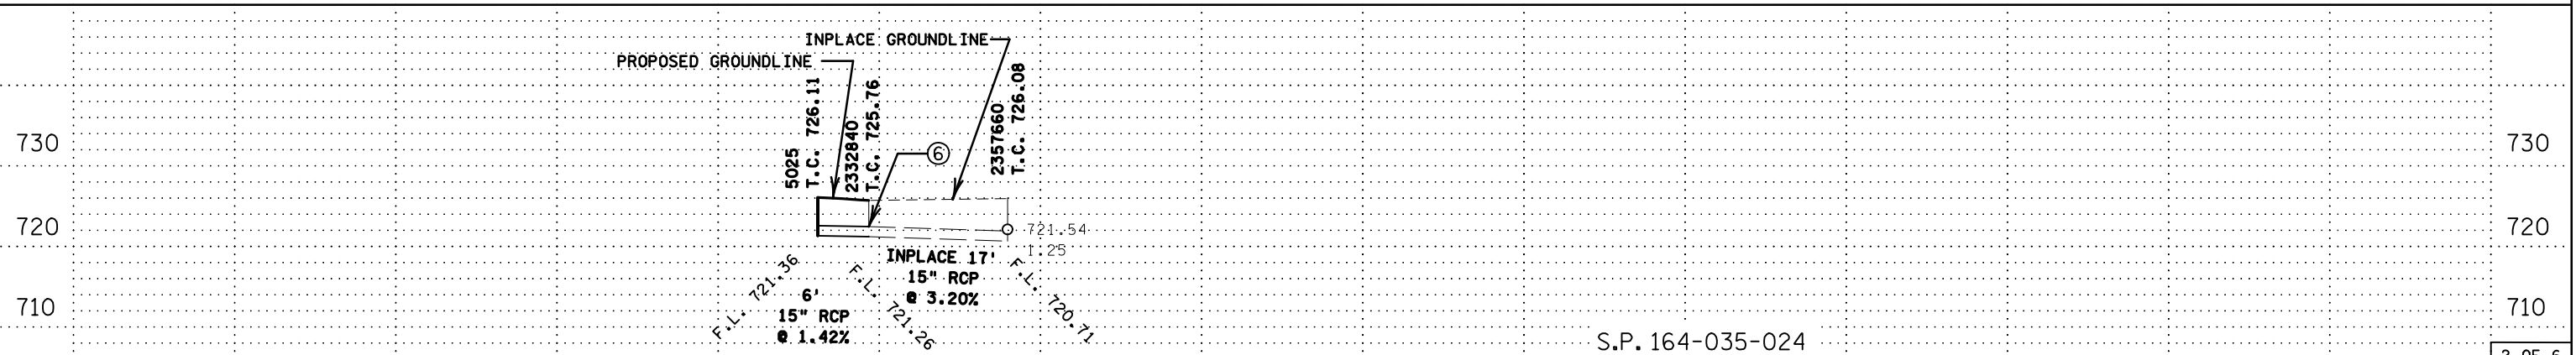 INPLACE GROUNDLINE
PROPOSED GROUNDLINE
5025
T.C. 726.11
2332840
T.C. 725.76
2357660
T.C. 726.08
6
730
730
720
720
721.54
1.25
INPLACE 17'
15" RCP
@ 3.20%
F.L. 721.36
F.L. 721.26
F.L. 720.71
6'
15" RCP
@ 1.42%
710
710
S.P. 164-035-024